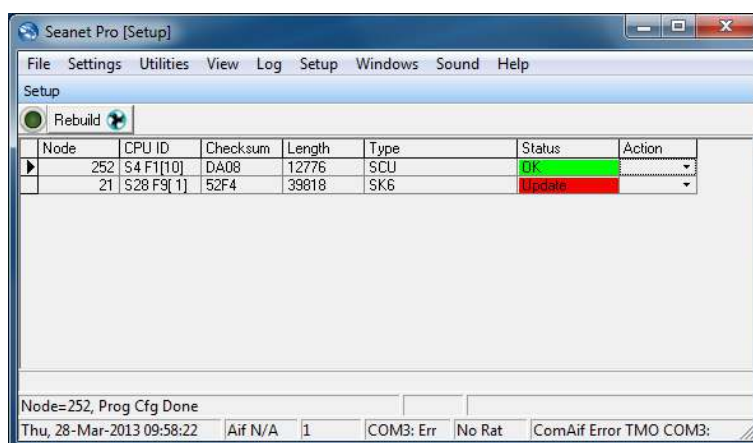 Seanet Pro [Setup]
File Settings Utilities View Log Setup Windows Sound Help
Setup
Rebuild
Node CPU ID Checksum Length Type Status Action
252 S4 F1[10] DA08 12776 SCU OK
21 S28 F9[ 1] 52F4 39818 SK6 Update
Node=252, Prog Cfg Done
Thu, 28-Mar-2013 09:58:22 Aif N/A 1 COM3: Err No Rat ComAif Error TMO COM3: